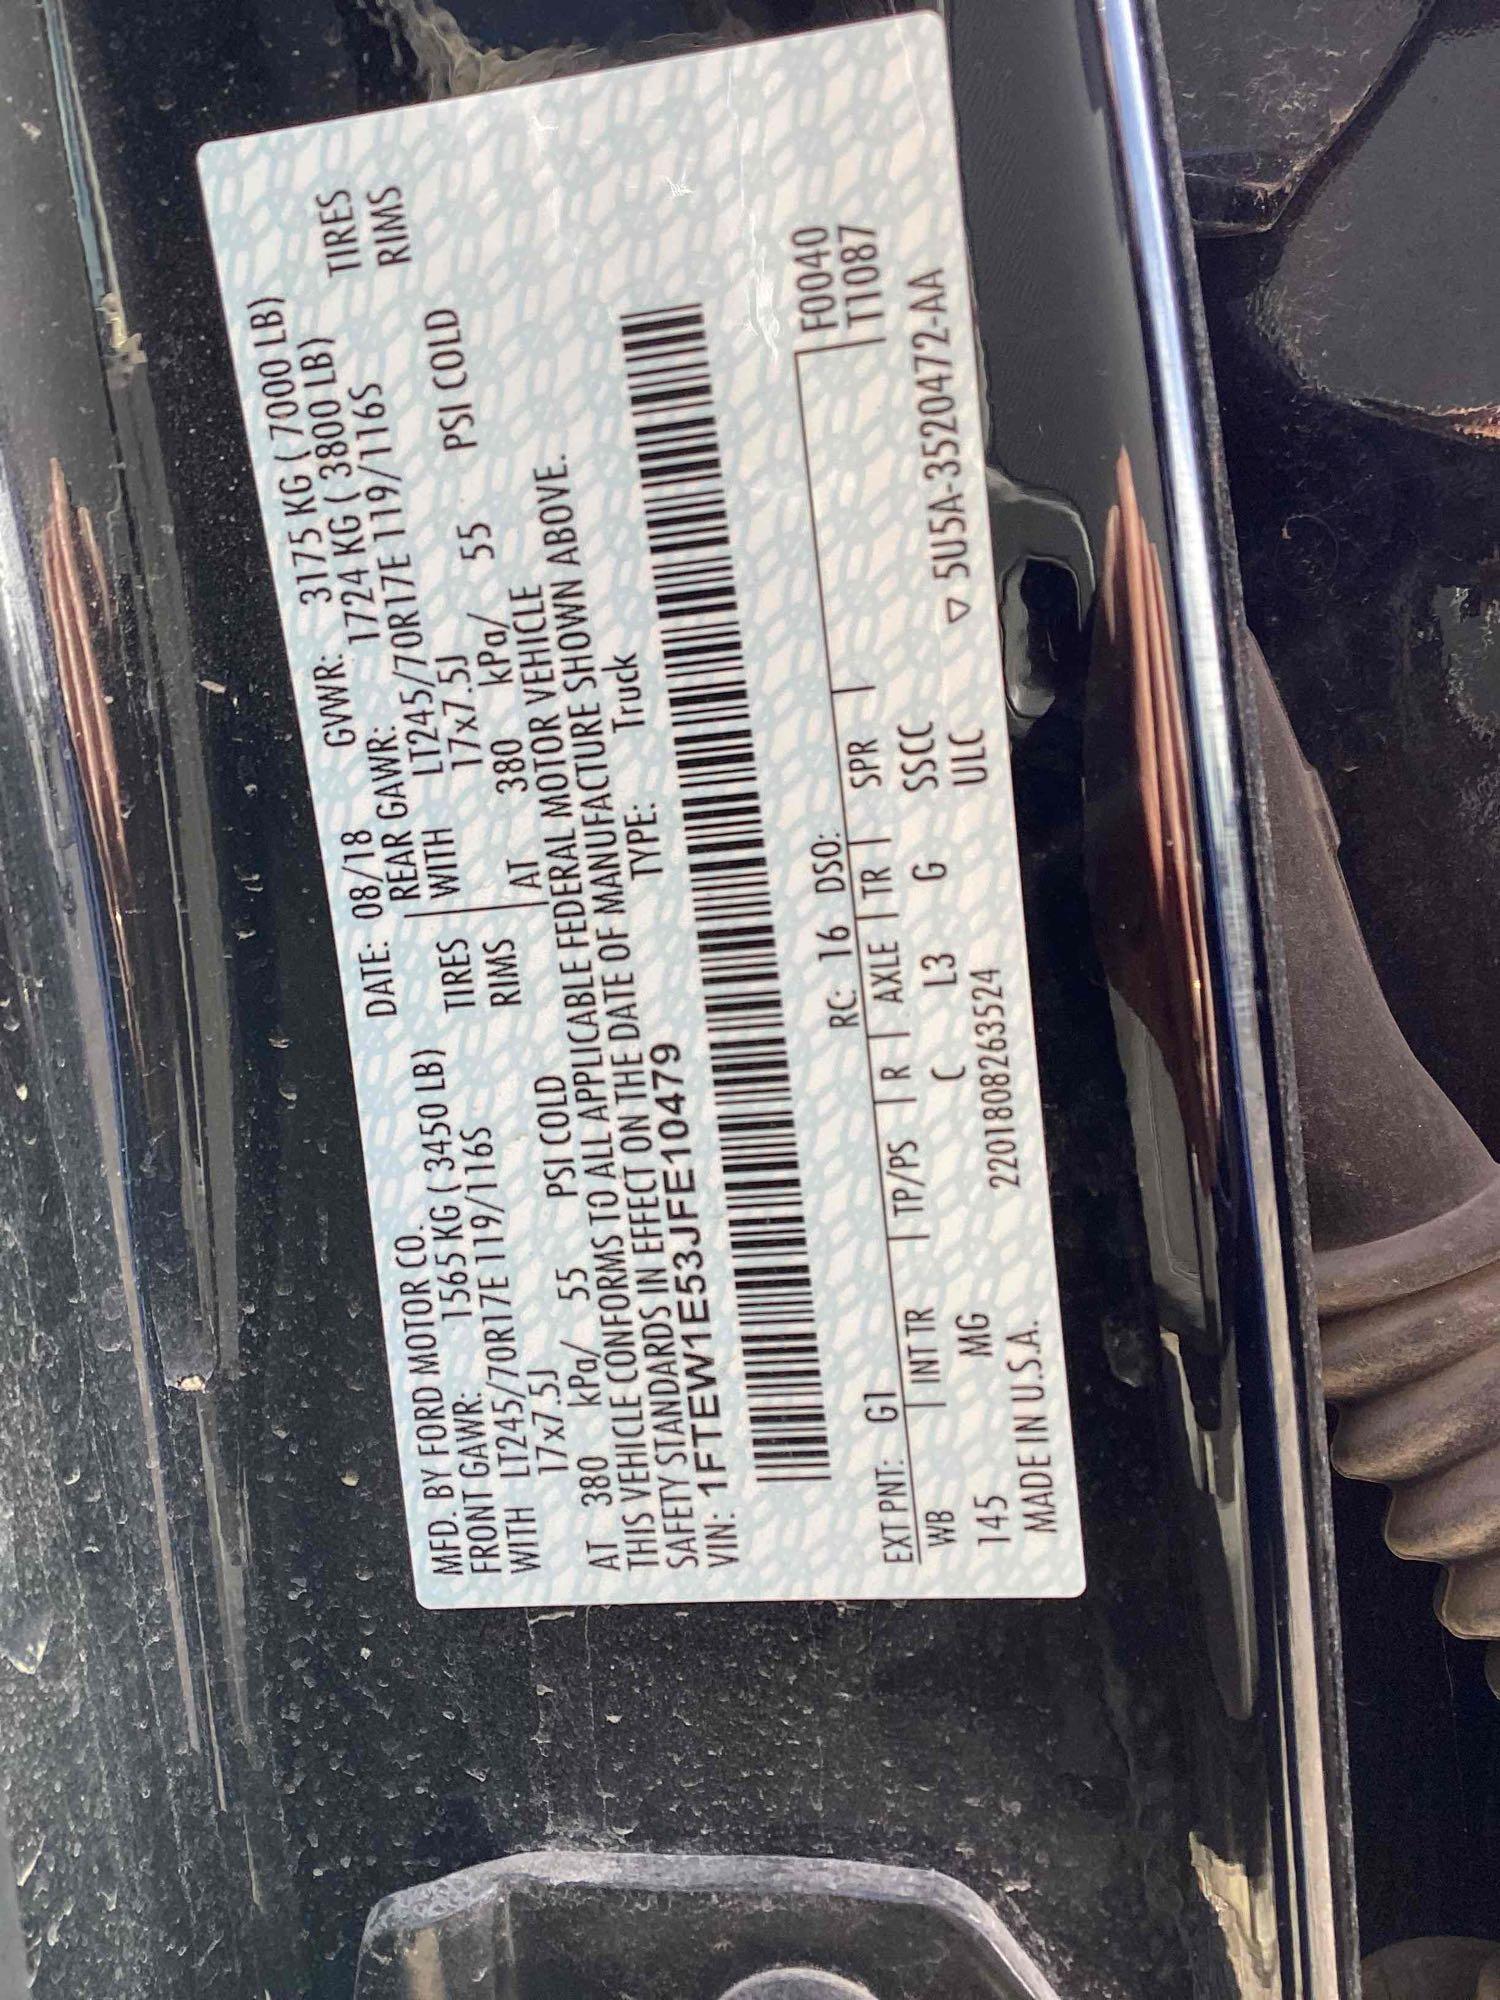 MFD. BY FORD MOTOR CO. DATE: 08/18 GVWR: 3175 KG ( 7000 LB)
FRONT GAWR: 1565 KG ( 3450 LB) REAR GAWR: 1724 KG ( 3800 LB)
WITH LT245/70R17E 119/116S TIRES WITH LT245/70R17E 119/116S TIRES
17x7.5J RIMS 17x7.5J RIMS
AT 380 kPa/ 55 PSI COLD AT 380 kPa/ 55 PSI COLD
THIS VEHICLE CONFORMS TO ALL APPLICABLE FEDERAL MOTOR VEHICLE
SAFETY STANDARDS IN EFFECT ON THE DATE OF MANUFACTURE SHOWN ABOVE.
VIN: 1FTEW1E53JFE10479 TYPE: Truck
F0040
EXT PNT: G1 RC: 16 DSO: T1087
WB INT TR TP/PS R AXLE TR SPR
145 MG C L3 G SSCC
MADE IN U.S.A. 2201808263524 ULC ▽ 5U5A-3520472-AA